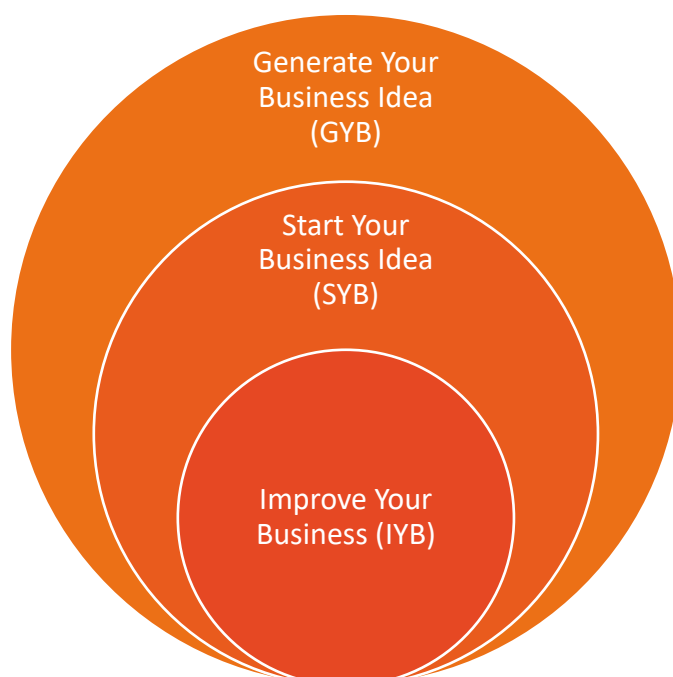 Generate Your
Business Idea
(GYB)
Start Your
Business Idea
(SYB)
Improve Your
Business (IYB)